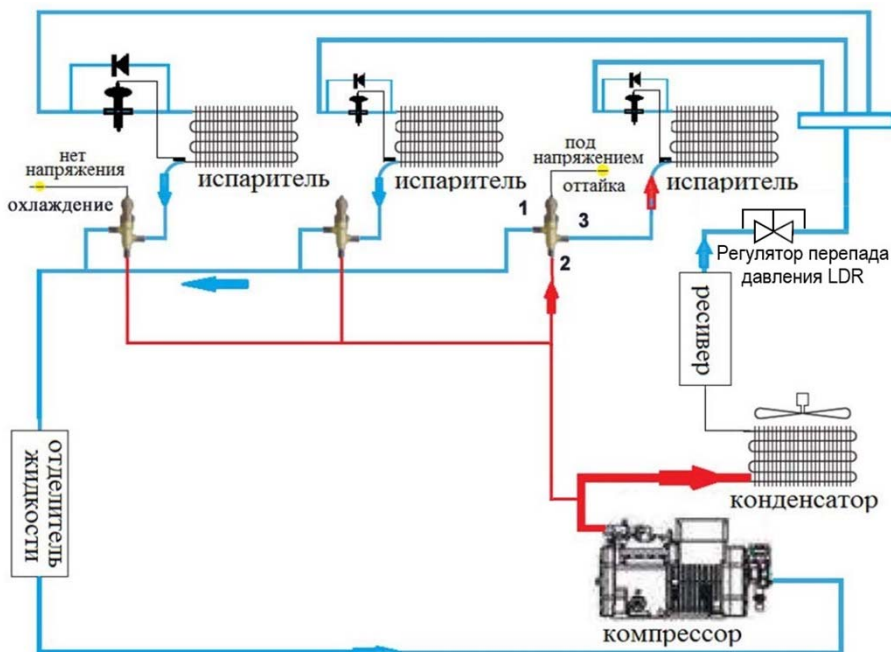 нет
напряжения
охлаждение
испаритель
испаритель
под
напряжением
оттайка
испаритель
1
3
2
Регулятор перепада
давления LDR
ресивер
отделитель
жидкости
конденсатор
компрессор